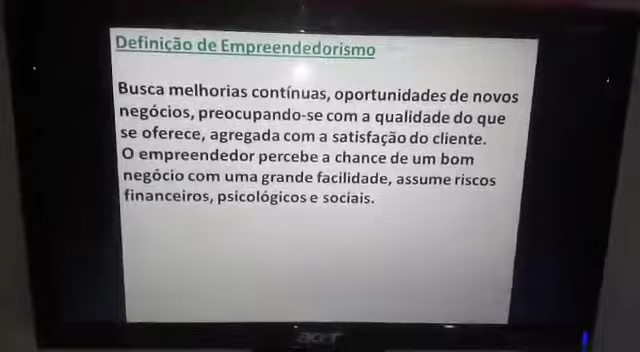 Definição de Empreendedorismo
Busca melhorias contínuas, oportunidades de novos
negócios, preocupando-se com a qualidade do que
se oferece, agregada com a satisfação do cliente.
O empreendedor percebe a chance de um bom
negócio com uma grande facilidade, assume riscos
financeiros, psicológicos e sociais.
acer